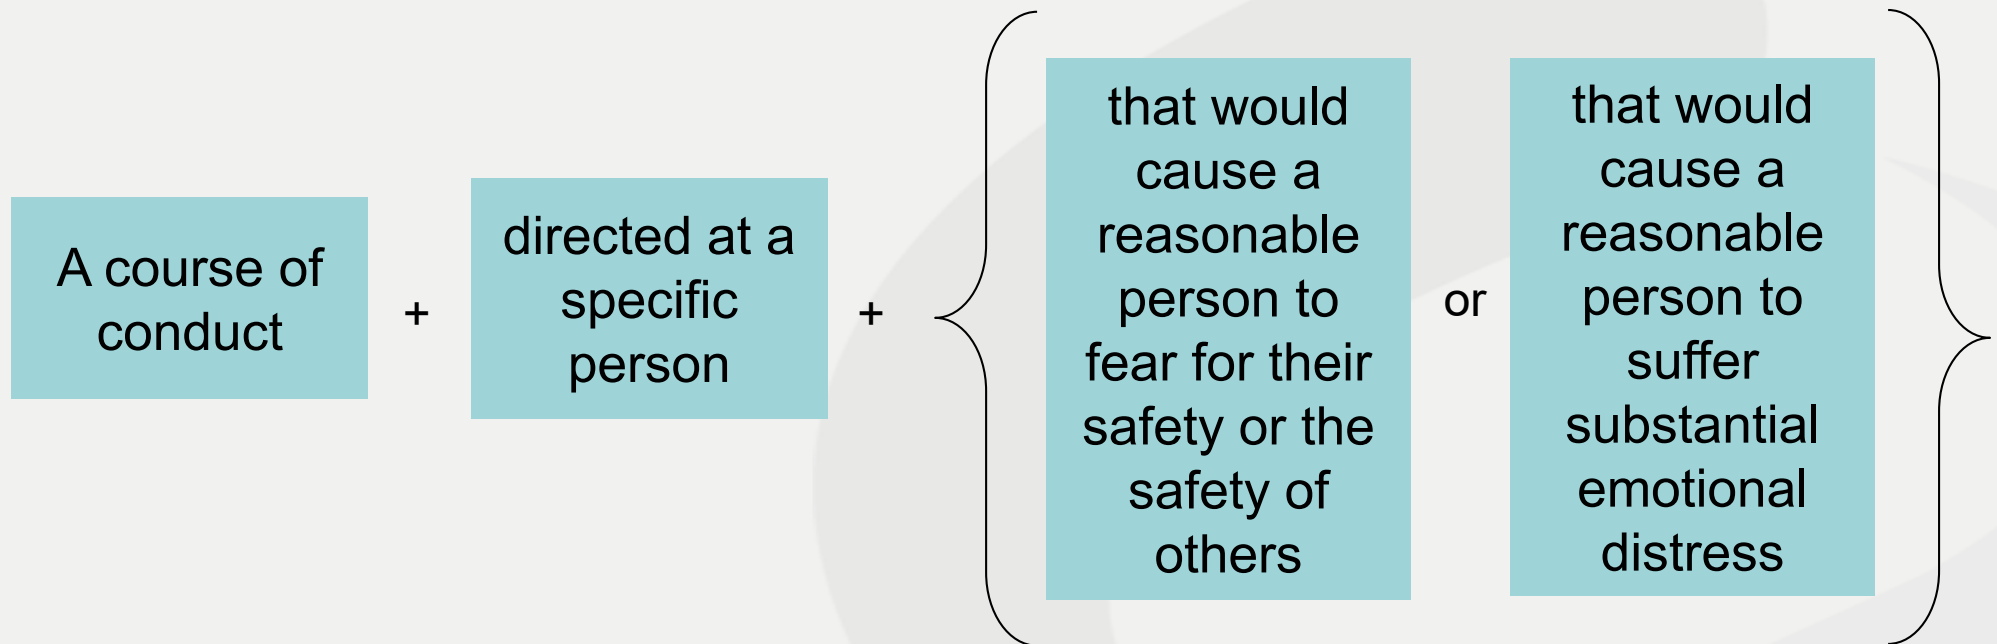 A course of
conduct
+
directed at a
specific
person
+
that would
cause a
reasonable
person to
fear for their
safety or the
safety of
others
or
that would
cause a
reasonable
person to
suffer
substantial
emotional
distress